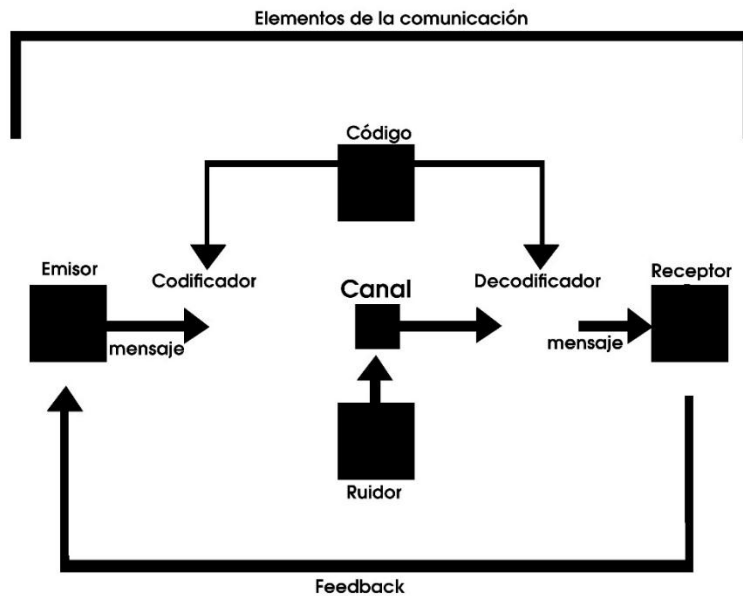 Elementos de la comunicación
Código
Emisor
Codificador
Canal
Decodificador
Receptor
mensaje
mensaje
Ruidor
Feedback